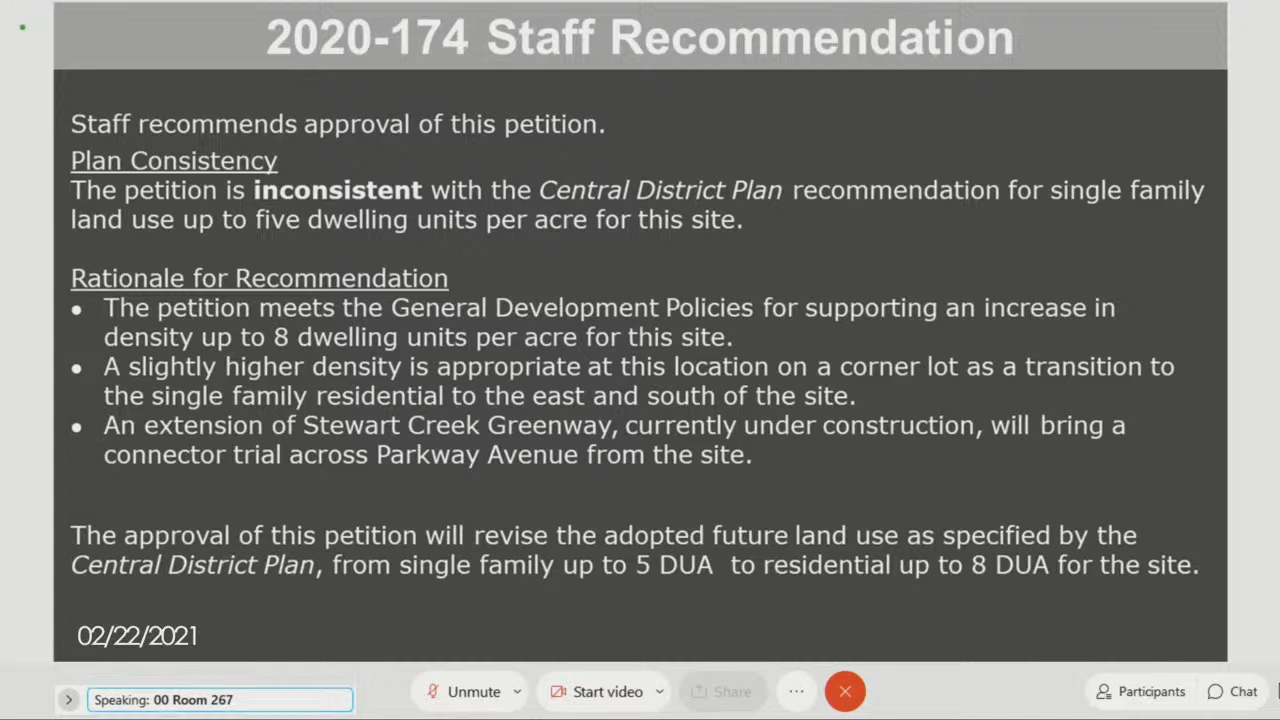 2020-174 Staff Recommendation
Staff recommends approval of this petition.
Plan Consistency
The petition is inconsistent with the Central District Plan recommendation for single family
land use up to five dwelling units per acre for this site.
Rationale for Recommendation
• The petition meets the General Development Policies for supporting an increase in
density up to 8 dwelling units per acre for this site.
• A slightly higher density is appropriate at this location on a corner lot as a transition to
the single family residential to the east and south of the site.
• An extension of Stewart Creek Greenway, currently under construction, will bring a
connector trial across Parkway Avenue from the site.
The approval of this petition will revise the adopted future land use as specified by the
Central District Plan, from single family up to 5 DUA to residential up to 8 DUA for the site.
02/22/2021
Speaking: 00 Room 267
Unmute
Start video
Share
Participants
Chat